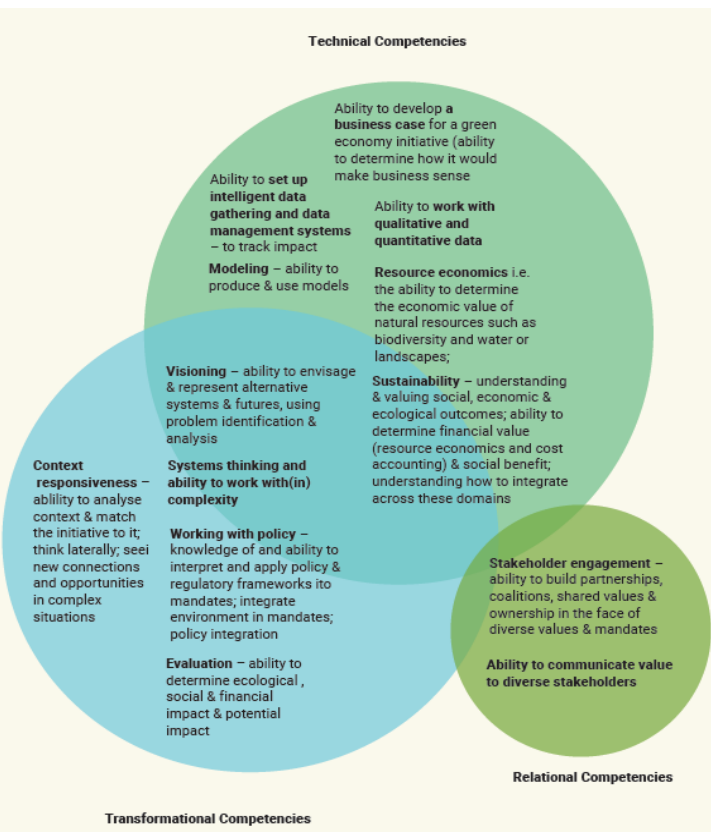 Technical Competencies
Ability to develop a
business case for a green
economy initiative (ability
to determine how it would
make business sense
Ability to set up
intelligent data
gathering and data
management systems
– to track impact
Modeling – ability to
produce & use models
Ability to work with
qualitative and
quantitative data
Resource economics i.e.
the ability to determine
the economic value of
natural resources such as
biodiversity and water or
landscapes;
Visioning – ability to envisage
& represent alternative
systems & futures, using
problem identification &
analysis
Sustainability – understanding
& valuing social, economic &
ecological outcomes; ability to
determine financial value
(resource economics and cost
accounting) & social benefit;
understanding how to integrate
across these domains
Context
responsiveness –
ability to analyse
context & match
the initiative to it;
think laterally; seei
new connections
and opportunities
in complex
situations
Systems thinking and
ability to work with(in)
complexity
Working with policy –
knowledge of and ability to
interpret and apply policy &
regulatory frameworks ito
mandates; integrate
environment in mandates;
policy integration
Evaluation – ability to
determine ecological ,
social & financial
impact & potential
impact
Stakeholder engagement –
ability to build partnerships,
coalitions, shared values &
ownership in the face of
diverse values & mandates
Ability to communicate value
to diverse stakeholders
Relational Competencies
Transformational Competencies